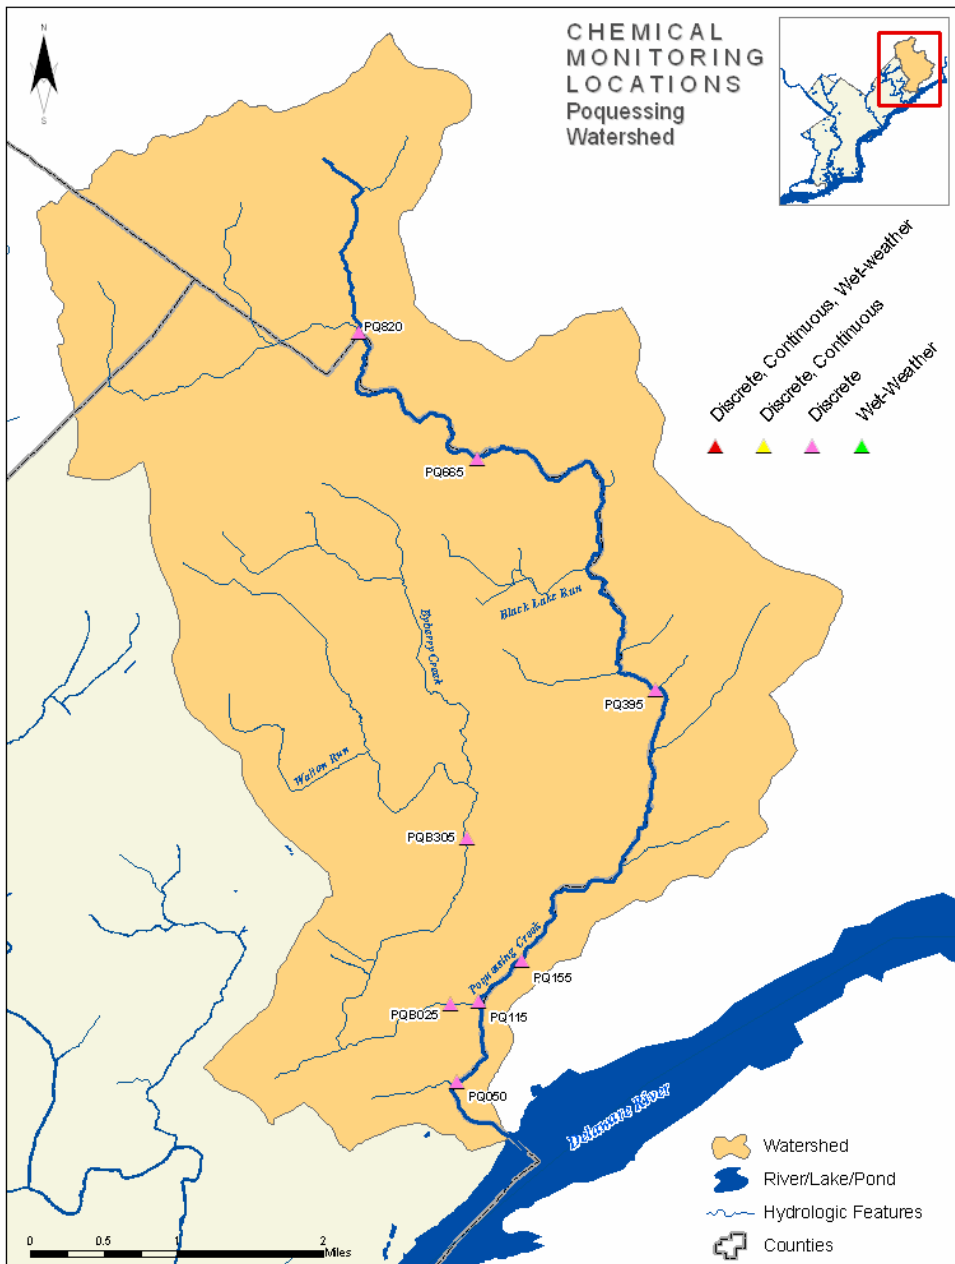 N
S
CHEMICAL
MONITORING
LOCATIONS
Poquessing
Watershed
Discrete, Continuous, Wet-weather
Discrete, Continuous
Discrete
Wet-Weather
PQ820
PQ665
Black Lake Run
Byberry Creek
PQ395
Walton Run
PQB305
Poquessing Creek
PQ155
PQB025
PQ115
PQ050
Delaware River
Watershed
River/Lake/Pond
Hydrologic Features
Counties
0 0.5 1 2
Miles